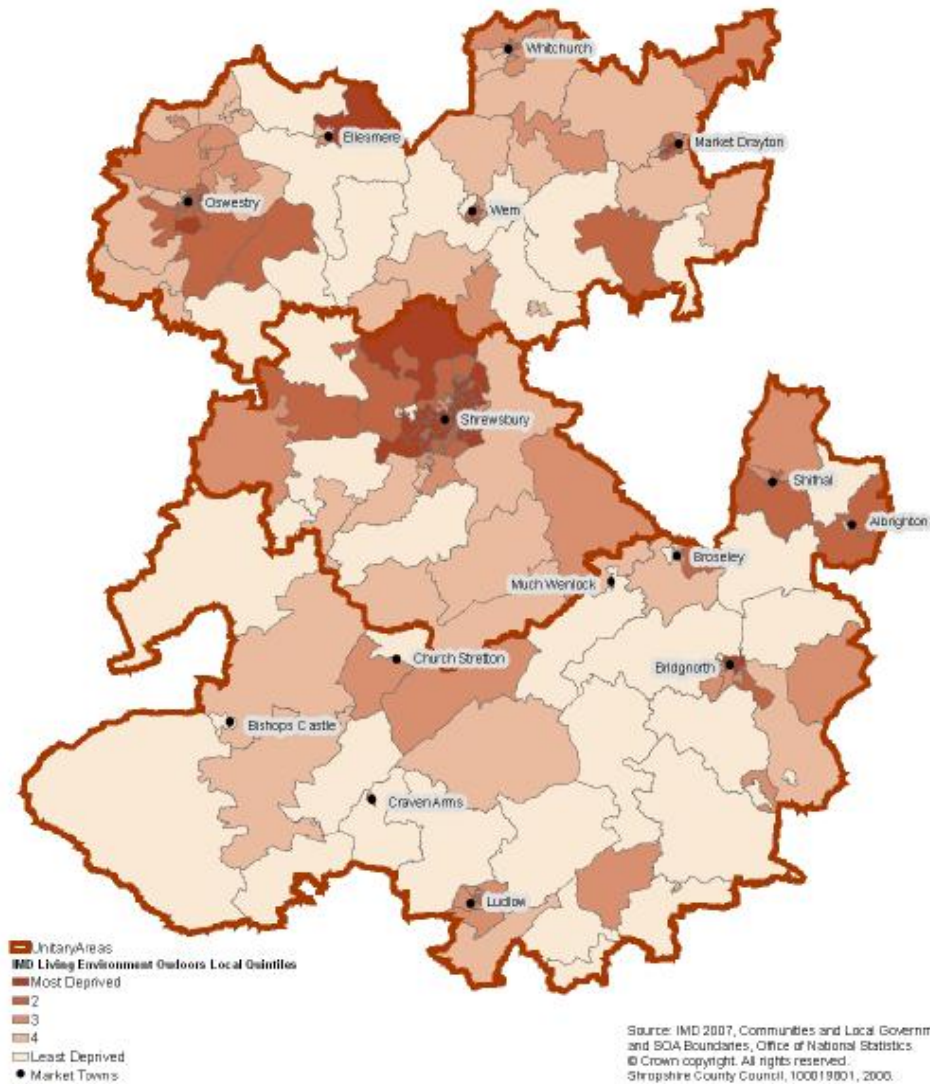 Whitchurch
Ellesmere
Market Drayton
Oswestry
Wem
Shrewsbury
Shifnal
Albrighton
Broseley
Much Wenlock
Church Stretton
Bridgnorth
Bishops Castle
Craven Arms
Ludlow
UnitaryAreas
IMD Living Environment Outdoors Local Quintiles
Most Deprived
2
3
4
Least Deprived
Market Towns
Source: IMD 2007, Communities and Local Governm
and SOA Boundaries, Office of National Statistics.
© Crown copyright. All rights reserved.
Shropshire County Council, 100019801, 2008.